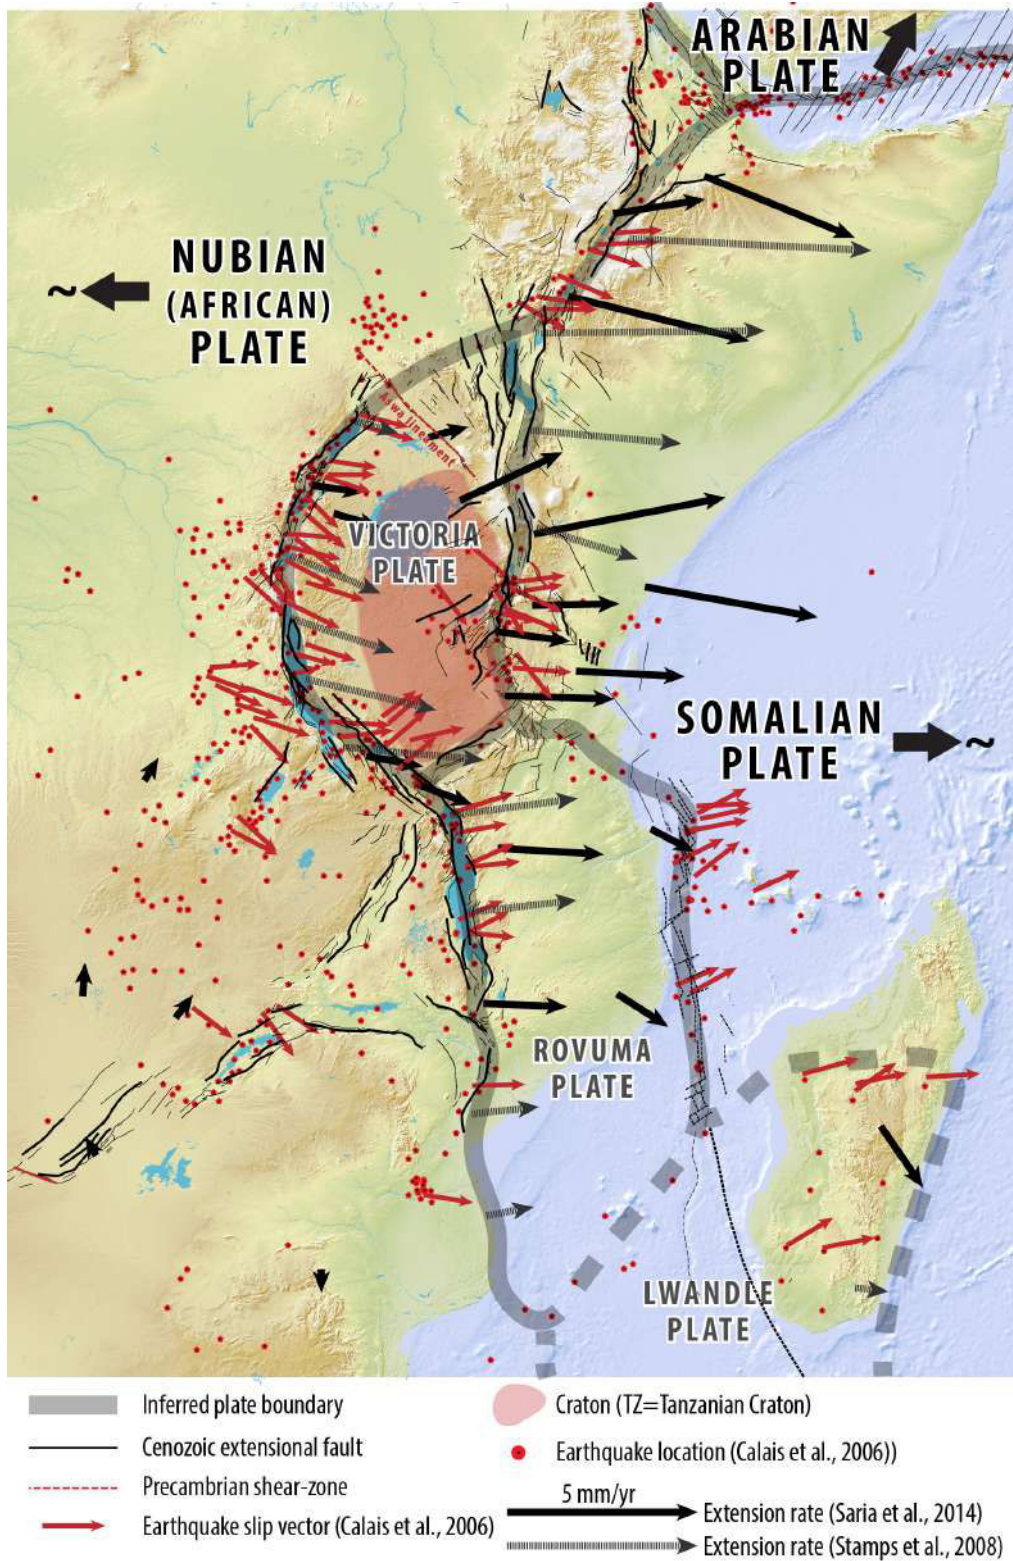 ARABIAN
PLATE
NUBIAN
(AFRICAN)
PLATE
~
Aswa lineament
VICTORIA
PLATE
SOMALIAN
PLATE
~
ROVUMA
PLATE
LWANDLE
PLATE
Inferred plate boundary
Craton (TZ=Tanzanian Craton)
Cenozoic extensional fault
Earthquake location (Calais et al., 2006))
Precambrian shear-zone
5 mm/yr
Extension rate (Saria et al., 2014)
Earthquake slip vector (Calais et al., 2006)
Extension rate (Stamps et al., 2008)